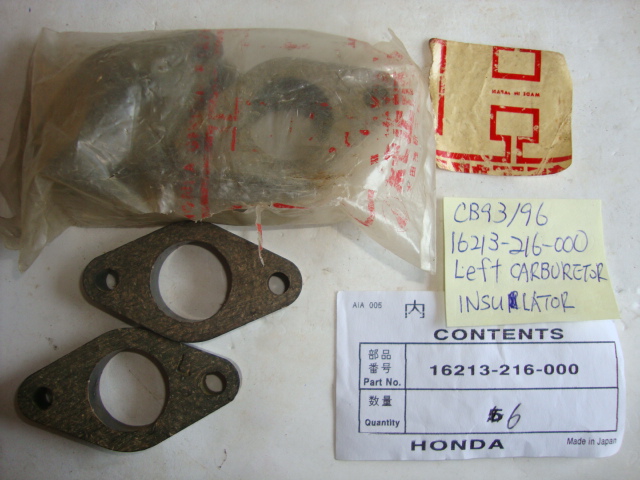 MADE IN JAPAN
CB93/96
16213-216-000
Left CARBURETOR
INSULATOR
AIA 005
内
CONTENTS
部品
番号
Part No.
16213-216-000
数量
Quantity
6
HONDA
Made in Japan